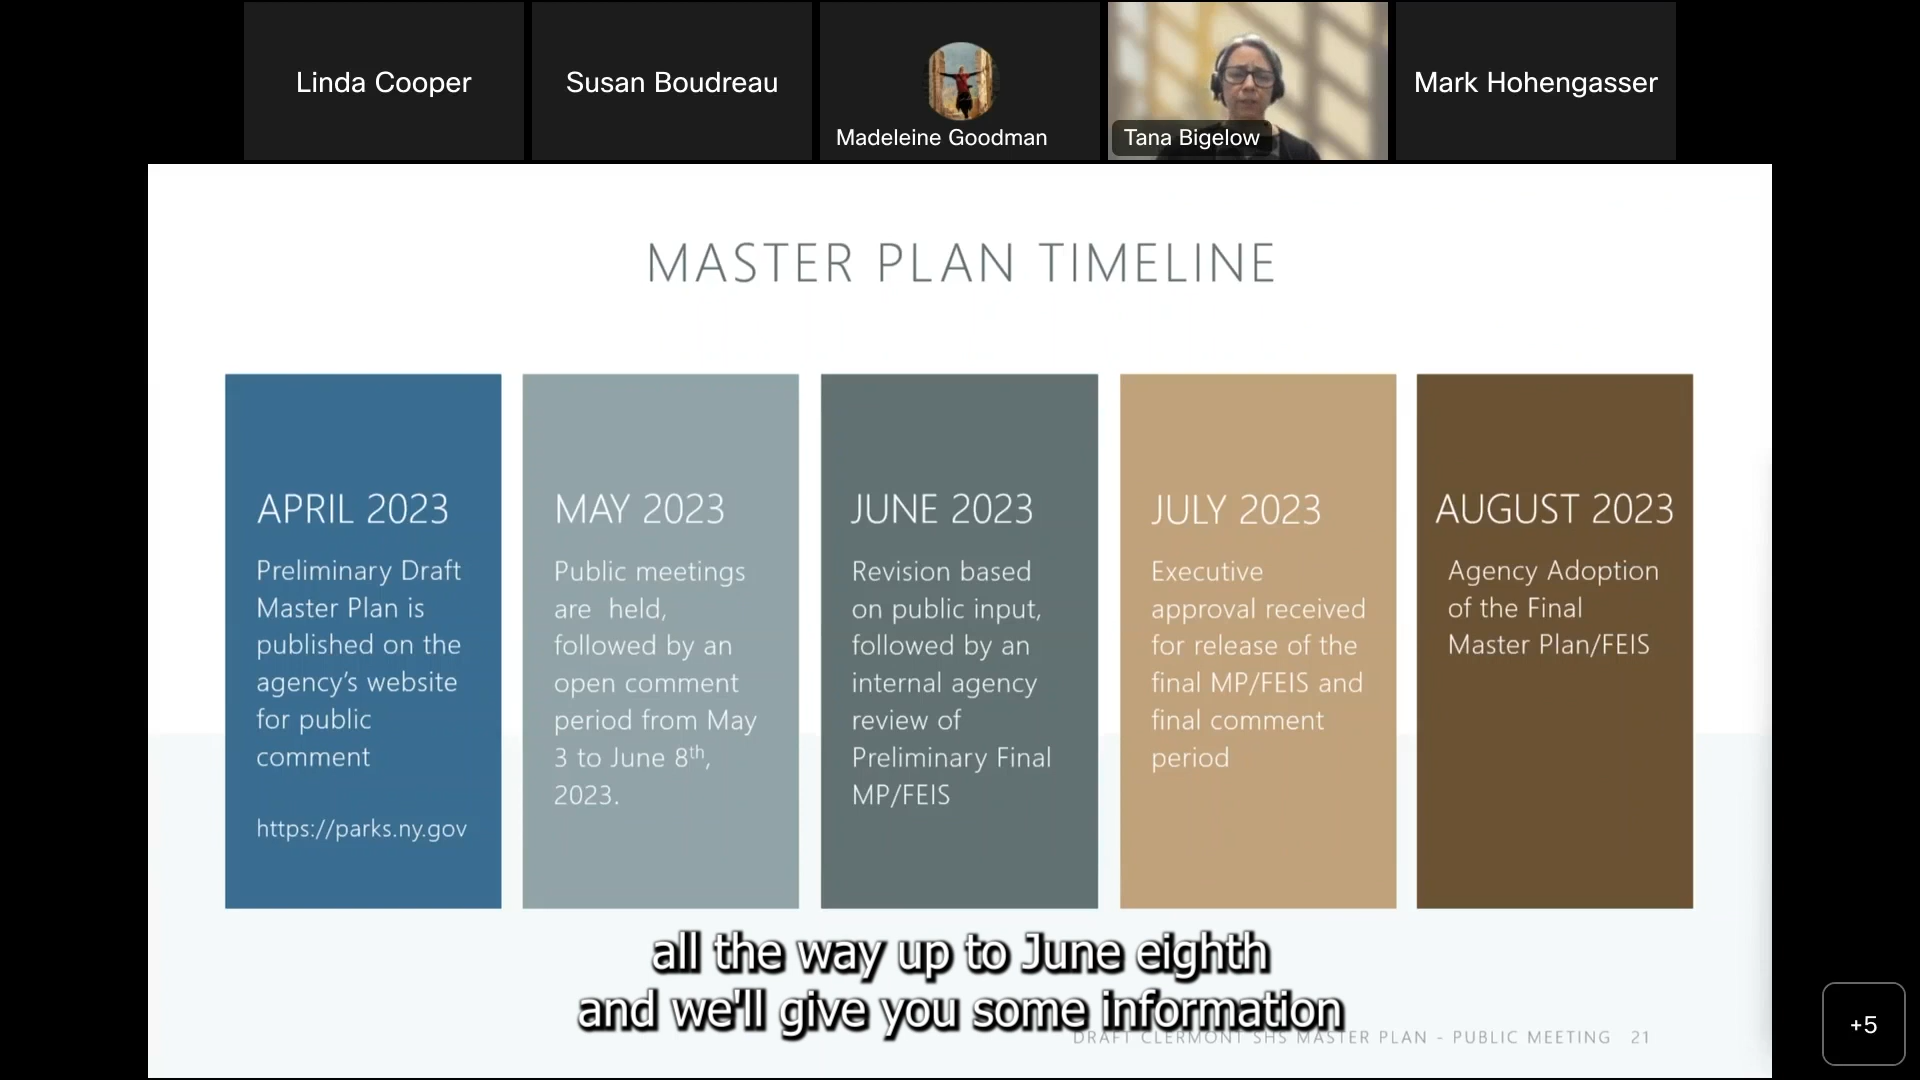 Linda Cooper
Susan Boudreau
Madeleine Goodman
Tana Bigelow
Mark Hohengasser
MASTER PLAN TIMELINE
APRIL 2023
Preliminary Draft
Master Plan is
published on the
agency's website
for public
comment
https://parks.ny.gov
MAY 2023
Public meetings
are held,
followed by an
open comment
period from May
3 to June 8th,
2023.
JUNE 2023
Revision based
on public input,
followed by an
internal agency
review of
Preliminary Final
MP/FEIS
JULY 2023
Executive
approval received
for release of the
final MP/FEIS and
final comment
period
AUGUST 2023
Agency Adoption
of the Final
Master Plan/FEIS
all the way up to June eighth
and we'll give you some information
DRAFT CLERMONT SHS MASTER PLAN - PUBLIC MEETING 21
+5